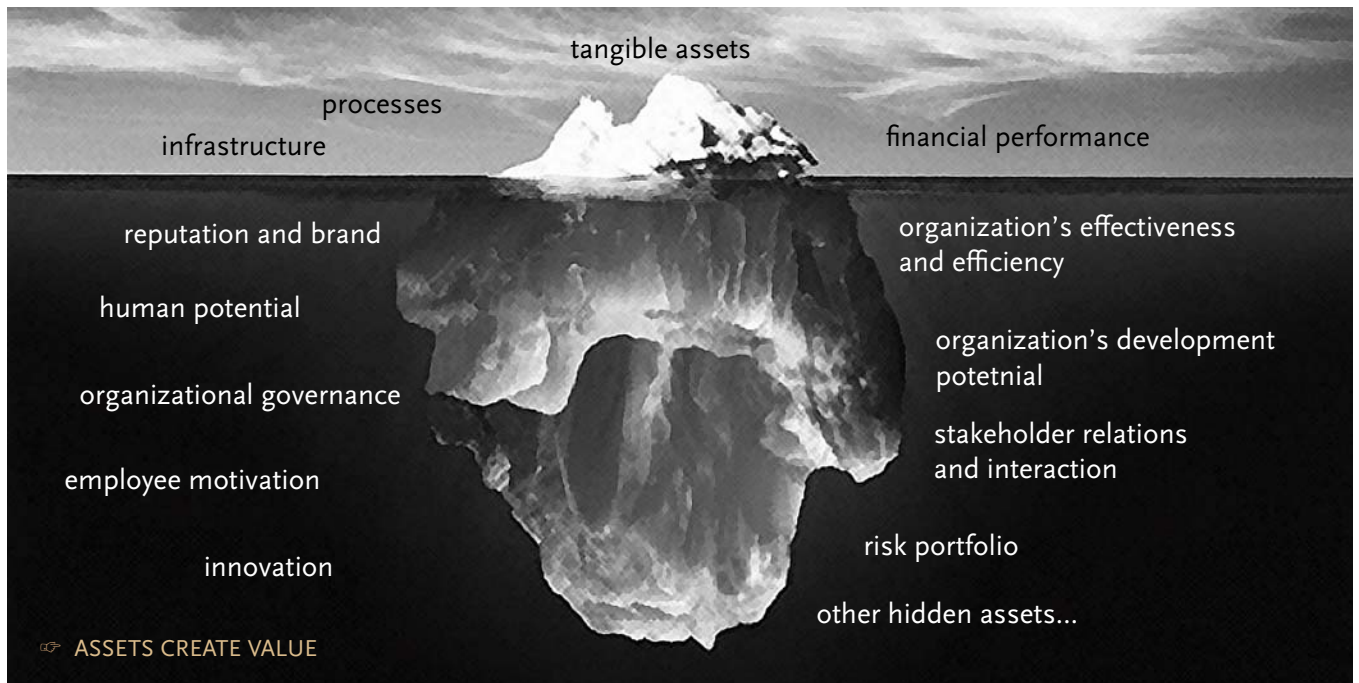 tangible assets
processes
infrastructure
financial performance
reputation and brand
organization’s effectiveness
and efficiency
human potential
organization’s development
potetnial
organizational governance
stakeholder relations
and interaction
employee motivation
risk portfolio
innovation
other hidden assets...
☞ ASSETS CREATE VALUE